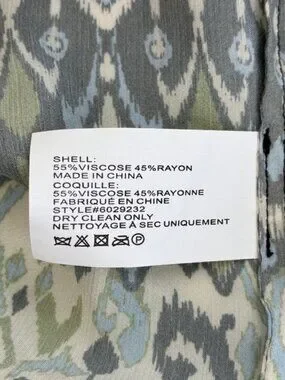 SHELL:
55%VISCOSE 45%RAYON
MADE IN CHINA
COQUILLE:
55%VISCOSE 45%RAYONNE
FABRIQUÉ EN CHINE
STYLE#6029232
DRY CLEAN ONLY
NETTOYAGE À SEC UNIQUEMENT
P